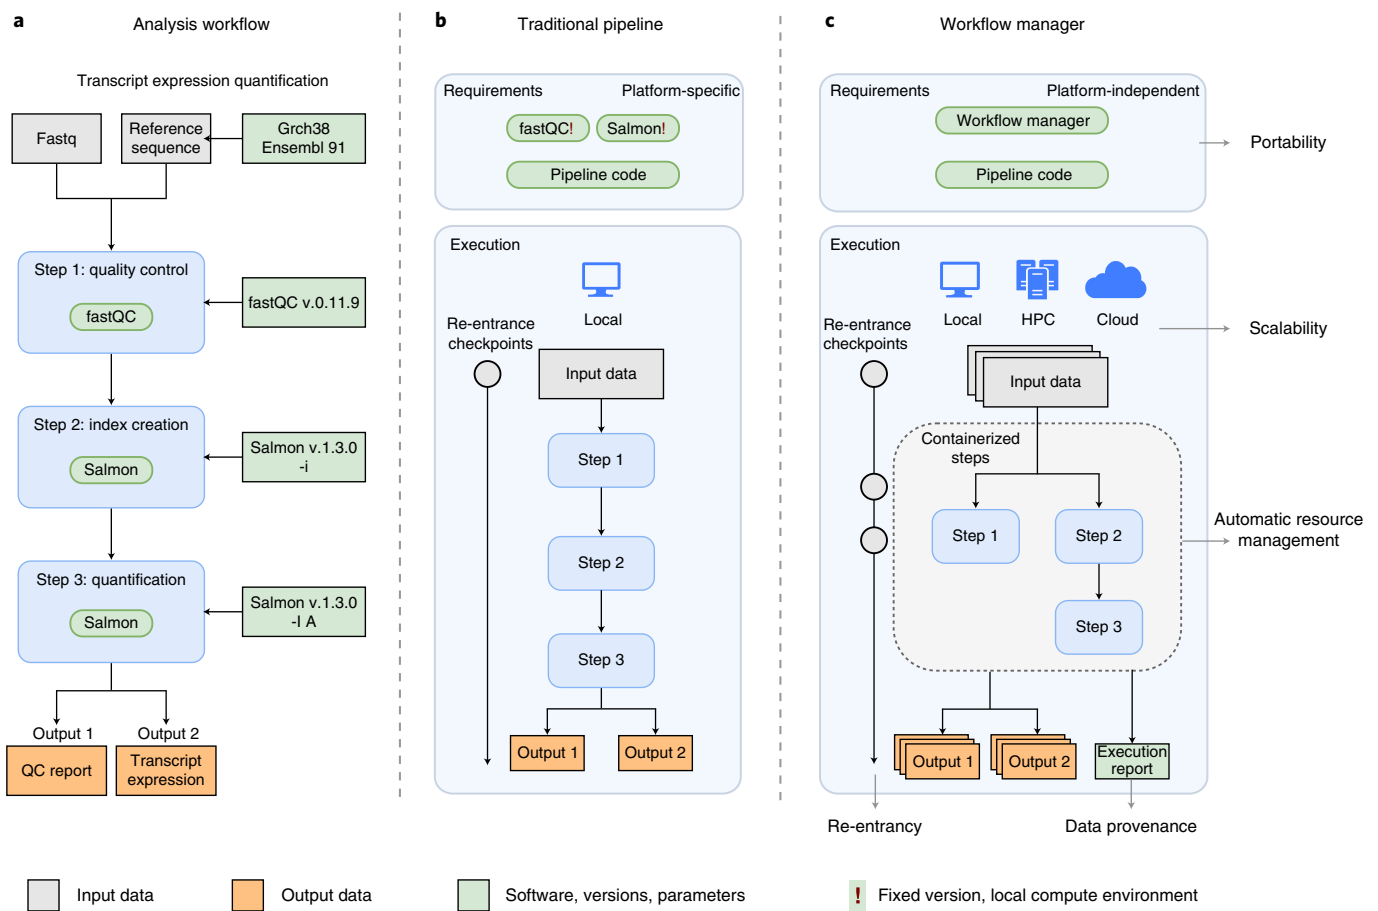 a
Analysis workflow
Transcript expression quantification
Fastq
Reference
sequence
Grch38
Ensembl 91
Step 1: quality control
fastQC
fastQC v.0.11.9
Step 2: index creation
Salmon
Salmon v.1.3.0
-i
Step 3: quantification
Salmon
Salmon v.1.3.0
-l A
Output 1
Output 2
QC report
Transcript
expression
b
Traditional pipeline
Requirements
Platform-specific
fastQC!
Salmon!
Pipeline code
Execution
Local
Re-entrance
checkpoints
Input data
Step 1
Step 2
Step 3
Output 1
Output 2
c
Workflow manager
Requirements
Platform-independent
Workflow manager
Pipeline code
Portability
Execution
Local
HPC
Cloud
Scalability
Re-entrance
checkpoints
Input data
Containerized
steps
Step 1
Step 2
Step 3
Automatic resource
management
Output 1
Output 2
Execution
report
Re-entrancy
Data provenance
Input data
Output data
Software, versions, parameters
! Fixed version, local compute environment